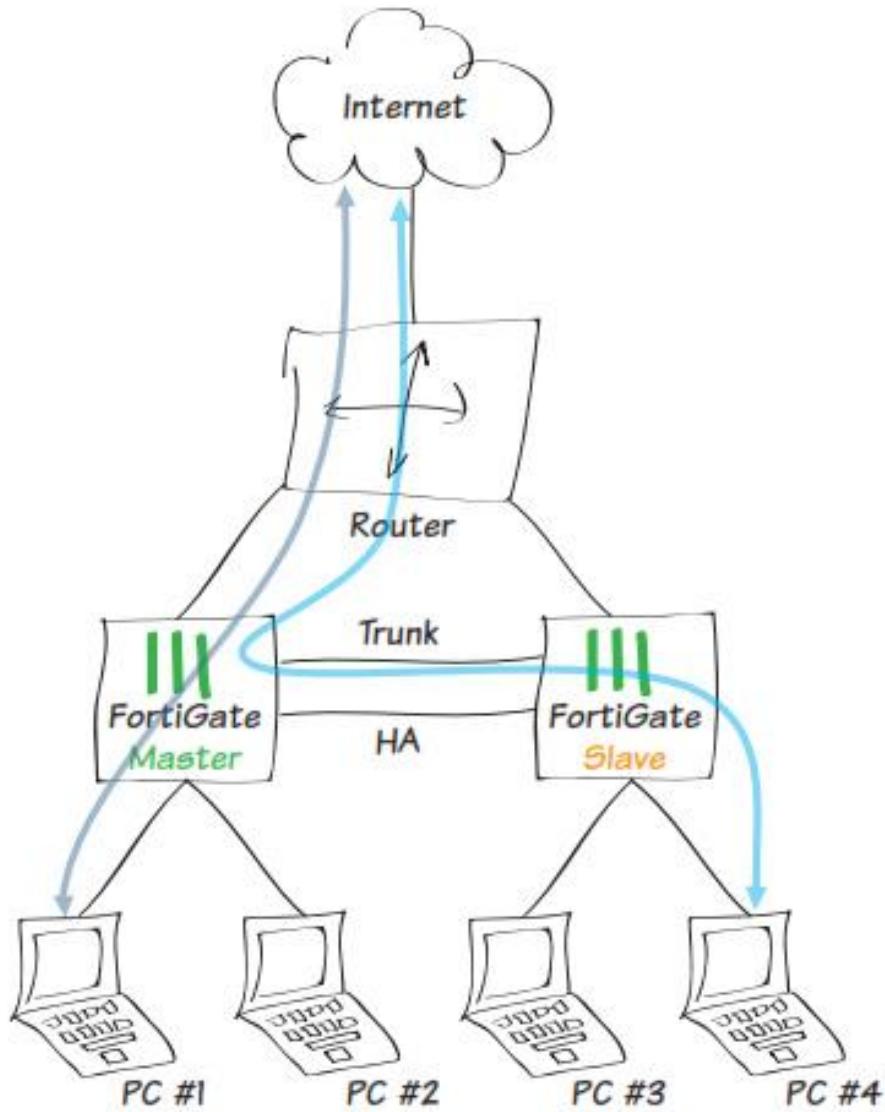 Internet
Router
Trunk
FortiGate
Master
HA
FortiGate
Slave
PC #1
PC #2
PC #3
PC #4